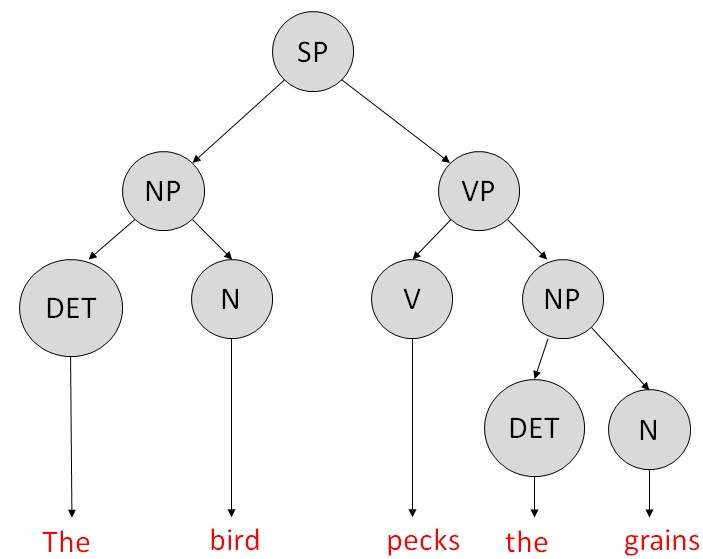 SP
NP VP
DET N V NP
DET N
The bird pecks the grains